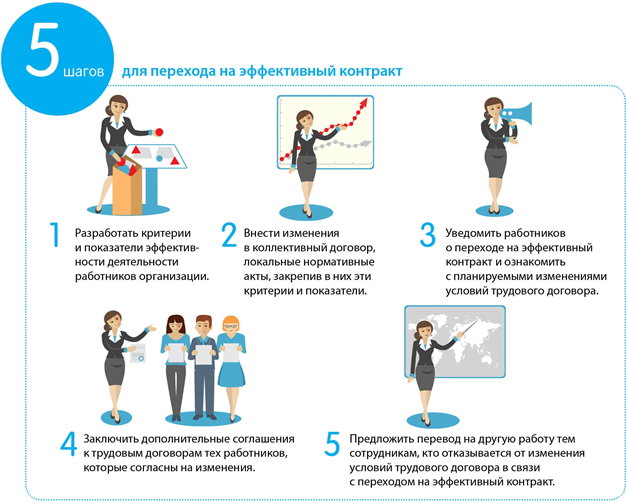 5 шагов
для перехода на эффективный контракт
1
Разработать критерии
и показатели эффектив-
ности деятельности
работников организации.
2
Внести изменения
в коллективный договор,
локальные нормативные
акты, закрепив в них эти
критерии и показатели.
3
Уведомить работников
о переходе на эффективный
контракт и ознакомить
с планируемыми изменениями
условий трудового договора.
4
Заключить дополнительные соглашения
к трудовым договорам тех работников,
которые согласны на изменения.
5
Предложить перевод на другую работу тем
сотрудникам, кто отказывается от изменения
условий трудового договора в связи
с переходом на эффективный контракт.